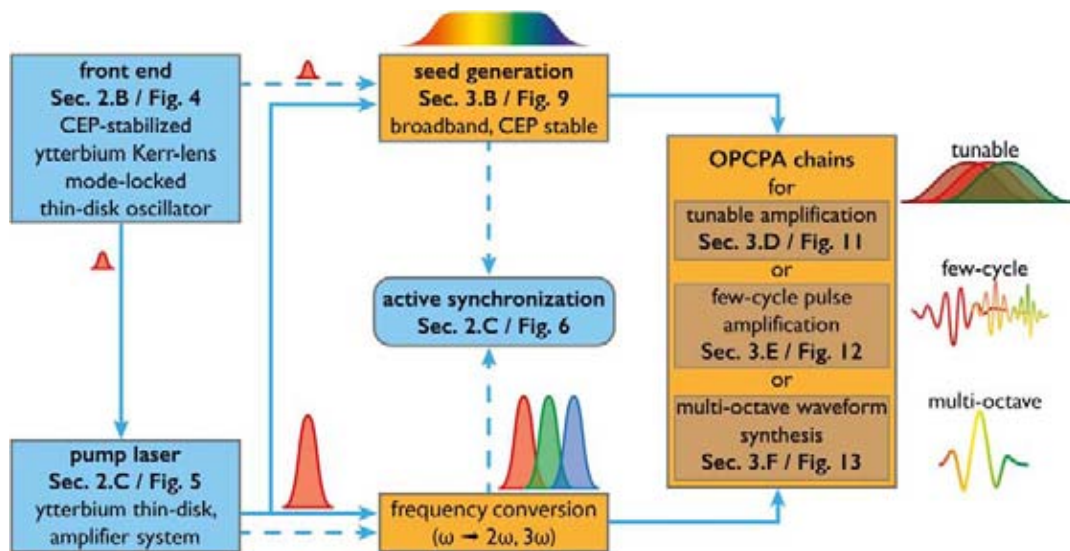 front end
Sec. 2.B / Fig. 4
CEP-stabilized
ytterbium Kerr-lens
mode-locked
thin-disk oscillator
seed generation
Sec. 3.B / Fig. 9
broadband, CEP stable
active synchronization
Sec. 2.C / Fig. 6
pump laser
Sec. 2.C / Fig. 5
ytterbium thin-disk,
amplifier system
frequency conversion
(ω → 2ω, 3ω)
OPCPA chains
for
tunable amplification
Sec. 3.D / Fig. 11
or
few-cycle pulse
amplification
Sec. 3.E / Fig. 12
or
multi-octave waveform
synthesis
Sec. 3.F / Fig. 13
tunable
few-cycle
multi-octave